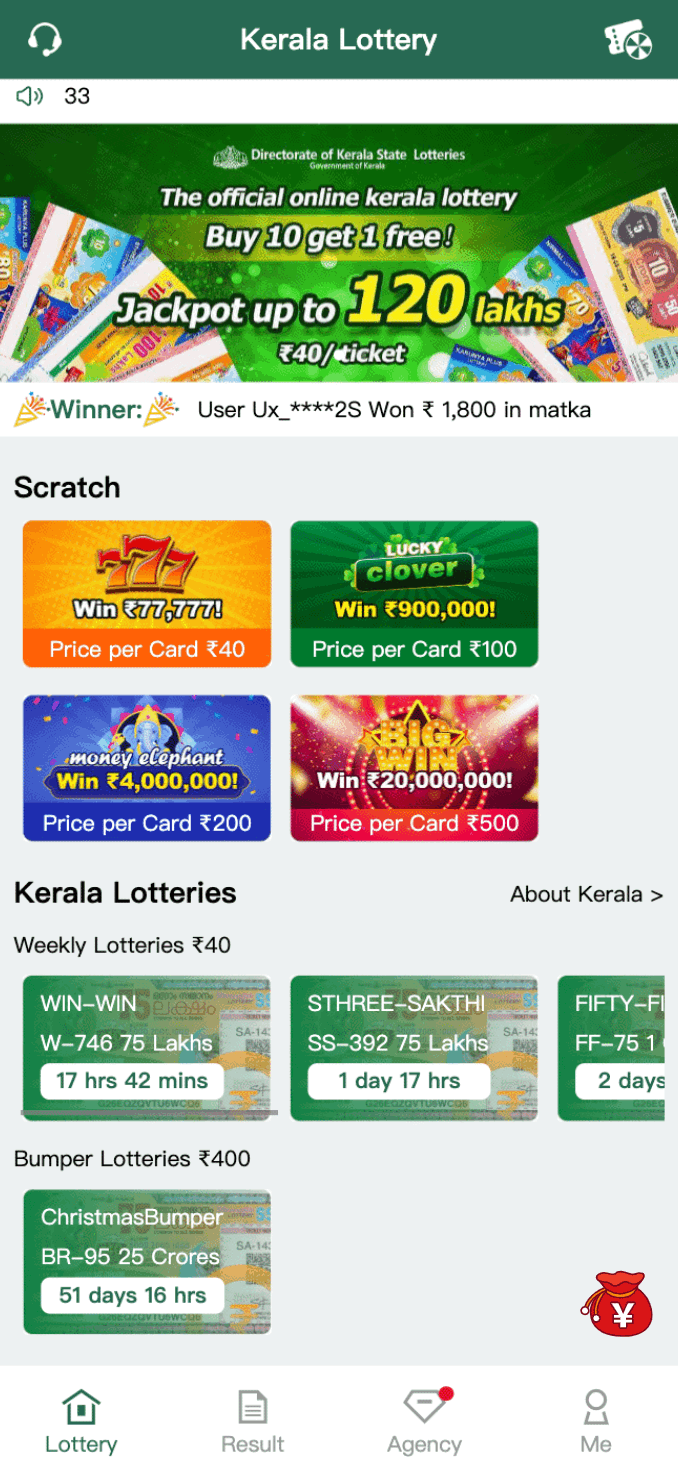 Kerala Lottery
33
Directorate of Kerala State Lotteries
Government of Kerala
The official online kerala lottery
Buy 10 get 1 free!
Jackpot up to 120 lakhs
₹40/ticket
Winner: User Ux_****2S Won ₹ 1,800 in matka
Scratch
777
Win ₹77,777!
Price per Card ₹40
LUCKY
clover
Win ₹900,000!
Price per Card ₹100
money elephant
Win ₹4,000,000!
Price per Card ₹200
BIG
WIN
Win ₹20,000,000!
Price per Card ₹500
Kerala Lotteries
About Kerala >
Weekly Lotteries ₹40
WIN–WIN
W–746 75 Lakhs
17 hrs 42 mins
STHREE–SAKTHI
SS–392 75 Lakhs
1 day 17 hrs
FIFTY–FI
FF–75 1
2 days
Bumper Lotteries ₹400
ChristmasBumper
BR–95 25 Crores
51 days 16 hrs
¥
Lottery
Result
Agency
Me